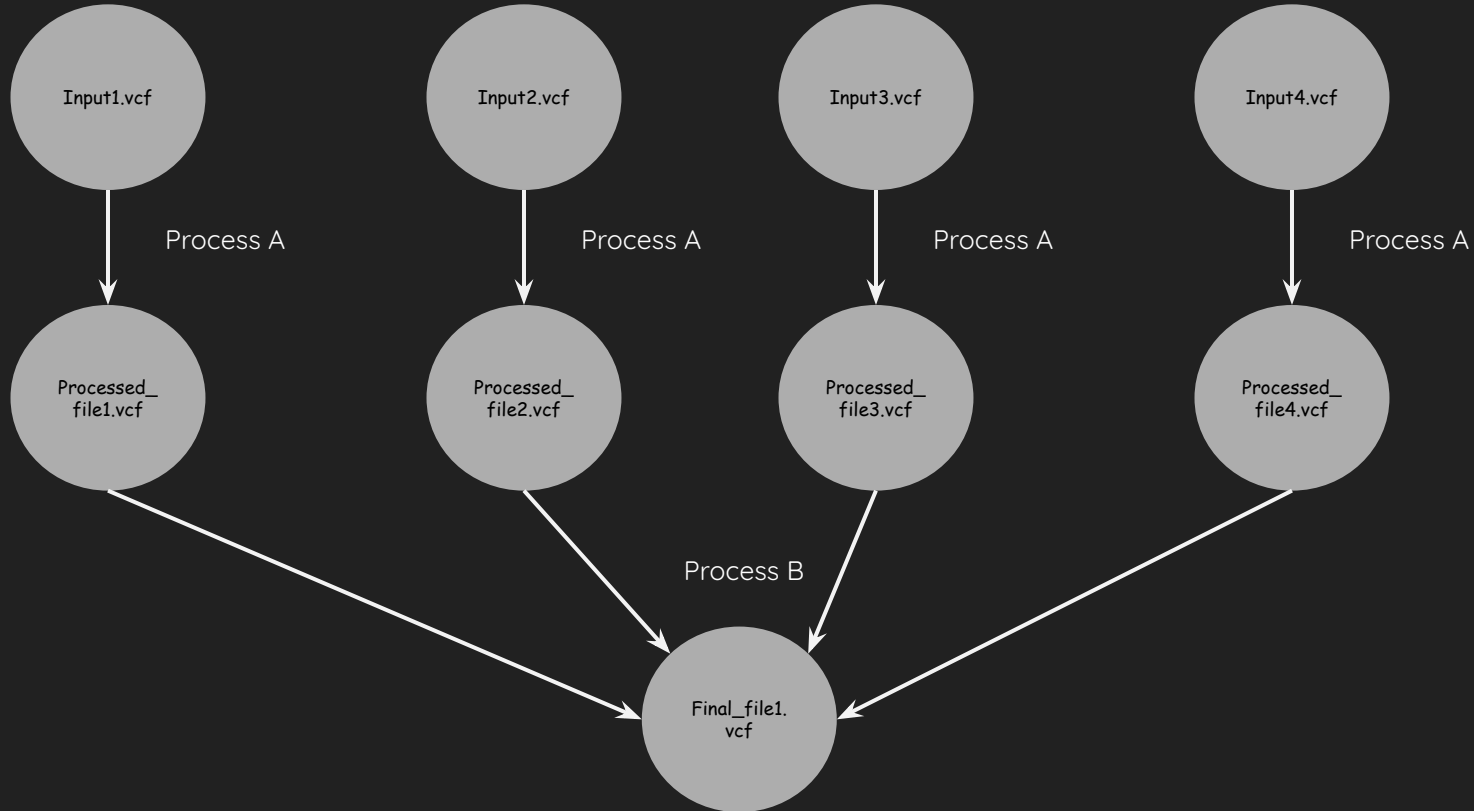 Input1.vcf
Input2.vcf
Input3.vcf
Input4.vcf
Process A
Process A
Process A
Process A
Processed_
file1.vcf
Processed_
file2.vcf
Processed_
file3.vcf
Processed_
file4.vcf
Process B
Final_file1.
vcf